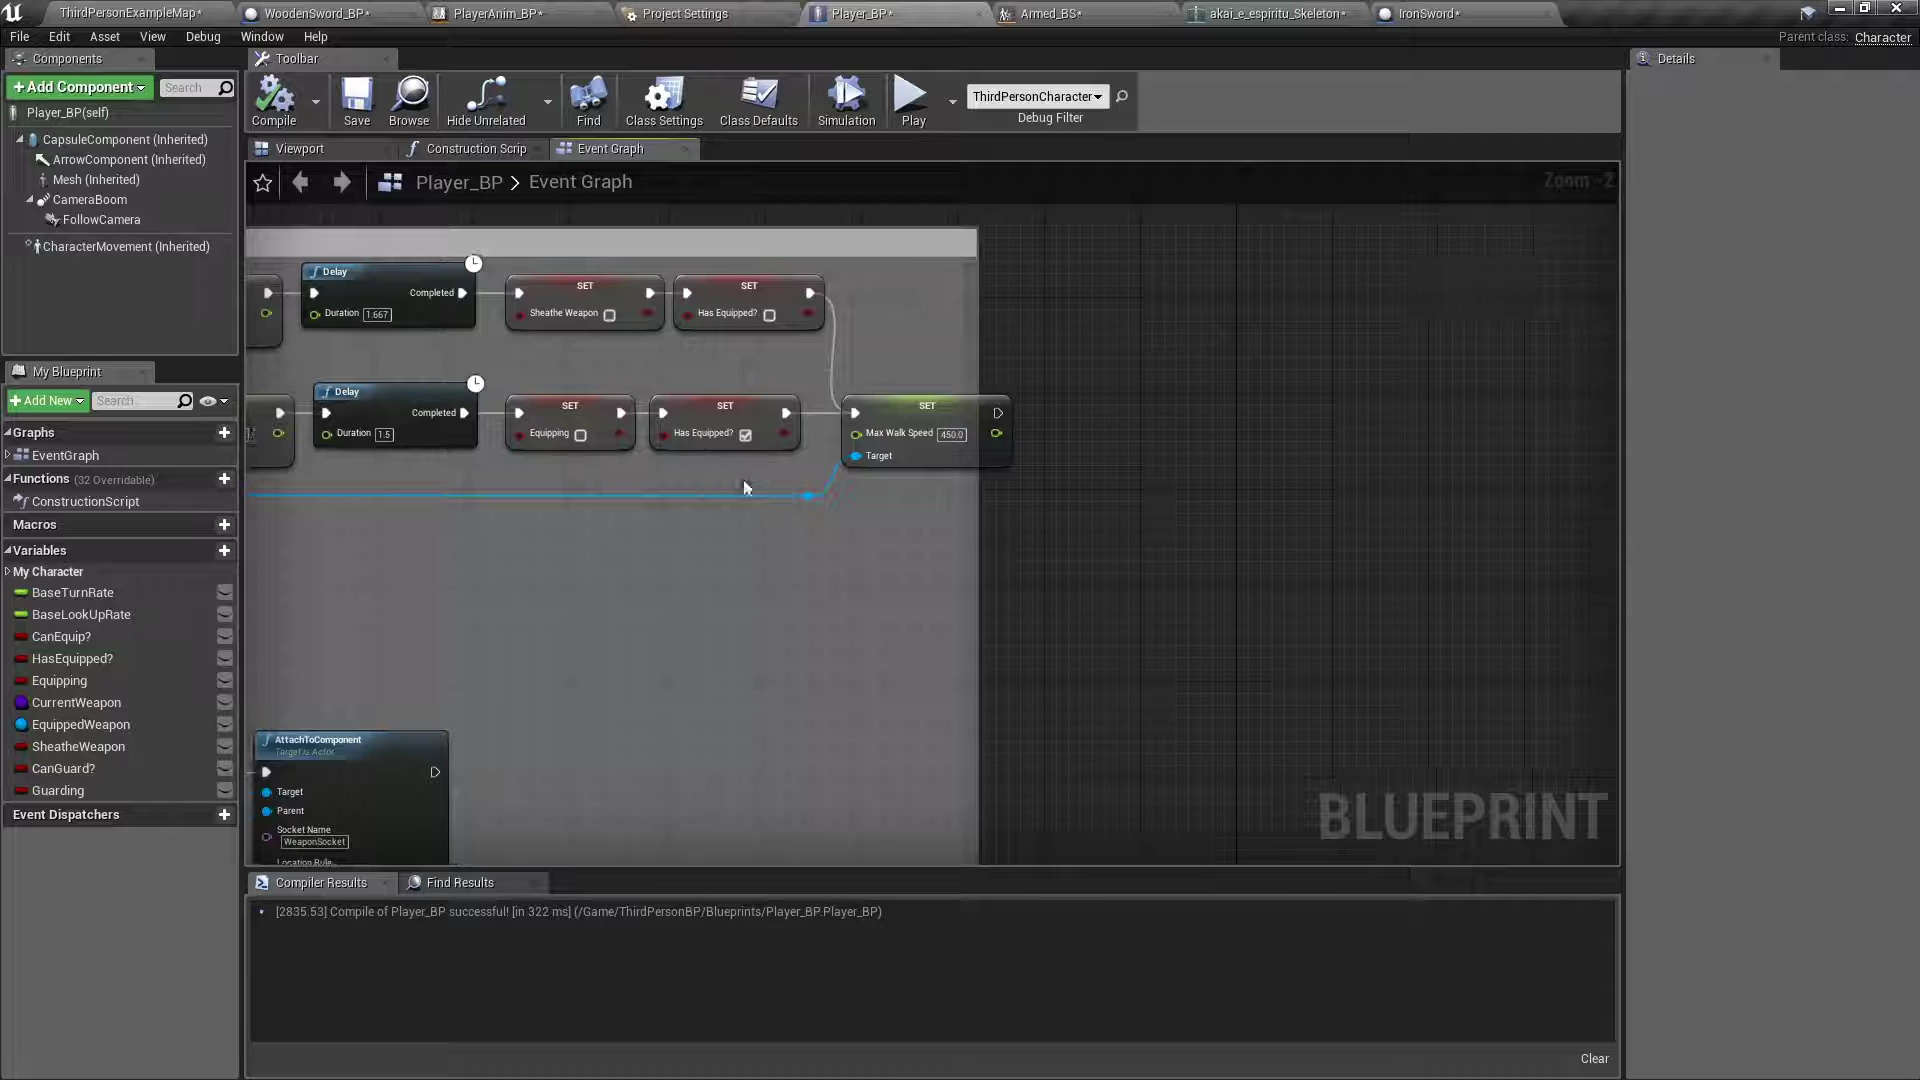 ThirdPersonExampleMap*
WoodenSword_BP*
PlayerAnim_BP*
Project Settings
Player_BP*
Armed_BS*
akai_e_espiritu_Skeleton*
IronSword*
File Edit Asset View Debug Window Help
Parent class: Character
Components
Toolbar
Details
+Add Component
Search
Player_BP(self)
CapsuleComponent (Inherited)
ArrowComponent (Inherited)
Mesh (Inherited)
CameraBoom
FollowCamera
CharacterMovement (Inherited)
Compile
Save
Browse
Hide Unrelated
Find
Class Settings
Class Defaults
Simulation
Play
ThirdPersonCharacter
Debug Filter
Viewport
Construction Scrip
Event Graph
Player_BP > Event Graph
Zoom -2
Delay
Completed
Duration 1.667
SET
Sheathe Weapon
SET
Has Equipped?
Delay
Completed
Duration 1.5
SET
Equipping
SET
Has Equipped?
SET
Max Walk Speed 450.0
Target
AttachToComponent
Target is Actor
Target
Parent
Socket Name
WeaponSocket
Location Rule
BLUEPRINT
My Blueprint
+Add New
Search
Graphs
EventGraph
Functions (32 Overridable)
ConstructionScript
Macros
Variables
My Character
BaseTurnRate
BaseLookUpRate
CanEquip?
HasEquipped?
Equipping
CurrentWeapon
EquippedWeapon
SheatheWeapon
CanGuard?
Guarding
Event Dispatchers
Compiler Results
Find Results
[2835.53] Compile of Player_BP successful! [in 322 ms] (/Game/ThirdPersonBP/Blueprints/Player_BP.Player_BP)
Clear